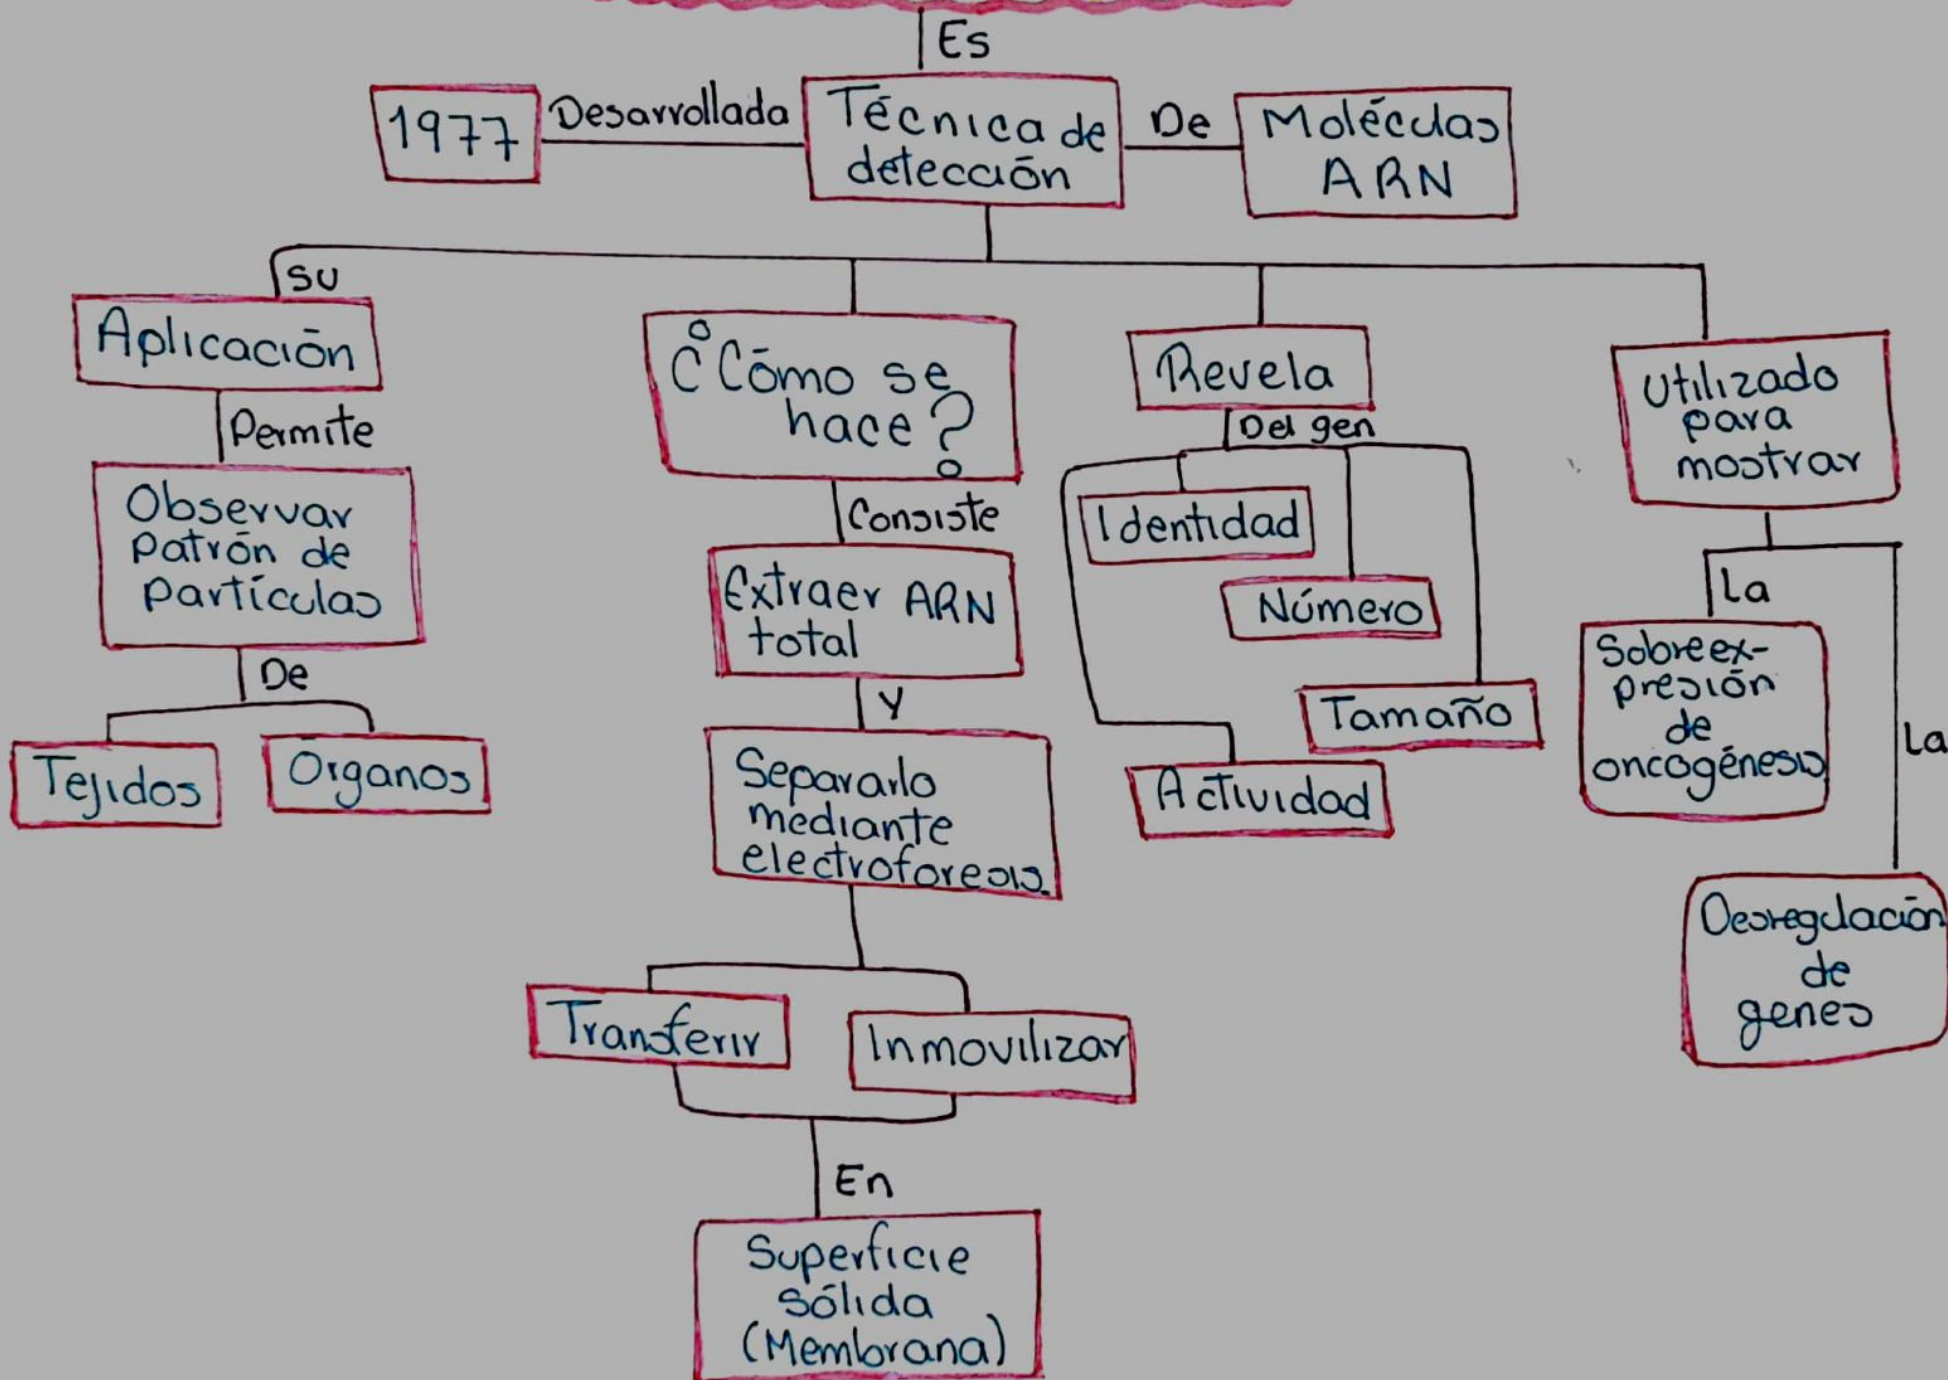 Es
1977
Desarrollada
Técnica de
detección
De
Moléculas
ARN
su
Aplicación
Permite
Observar
Patrón de
Partículas
De
Tejidos
Organos
¿Cómo se
hace?
Consiste
Extraer ARN
total
Y
Separarlo
mediante
electroforesis.
Transferir
Inmovilizar
En
Superficie
sólida
(Membrana)
Revela
Del gen
Identidad
Número
Tamaño
Actividad
Utilizado
para
mostrar
La
Sobreex-
presión
de
oncogénesis
La
Desregulación
de
genes